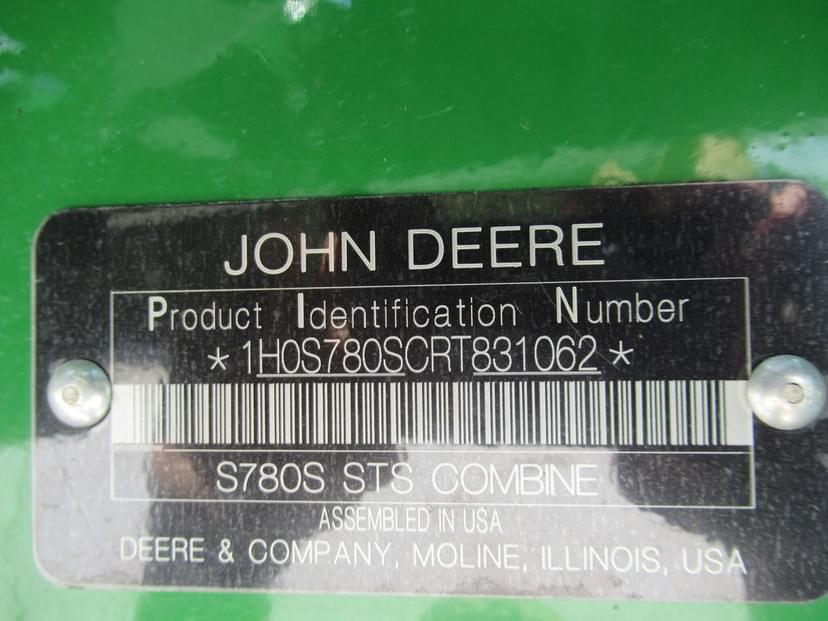 JOHN DEERE
Product Identification Number
*1H0S780SCRT831062*
S780S STS COMBINE
ASSEMBLED IN USA
DEERE & COMPANY, MOLINE, ILLINOIS, USA